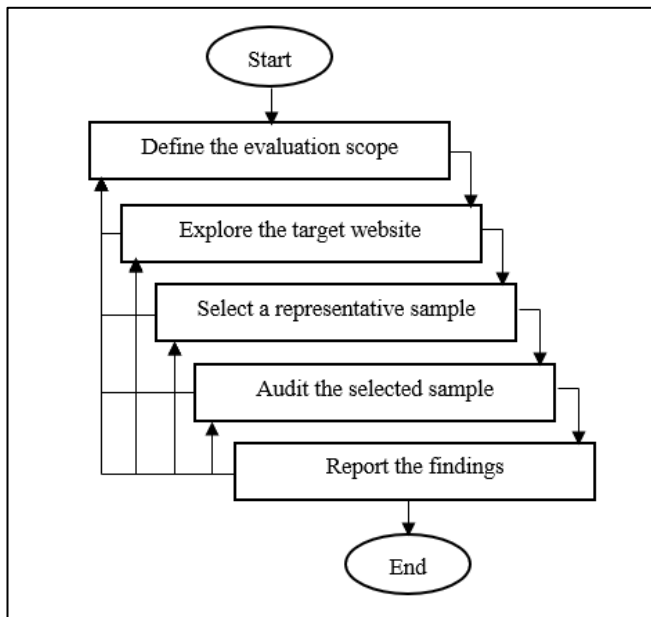 Start
Define the evaluation scope
Explore the target website
Select a representative sample
Audit the selected sample
Report the findings
End